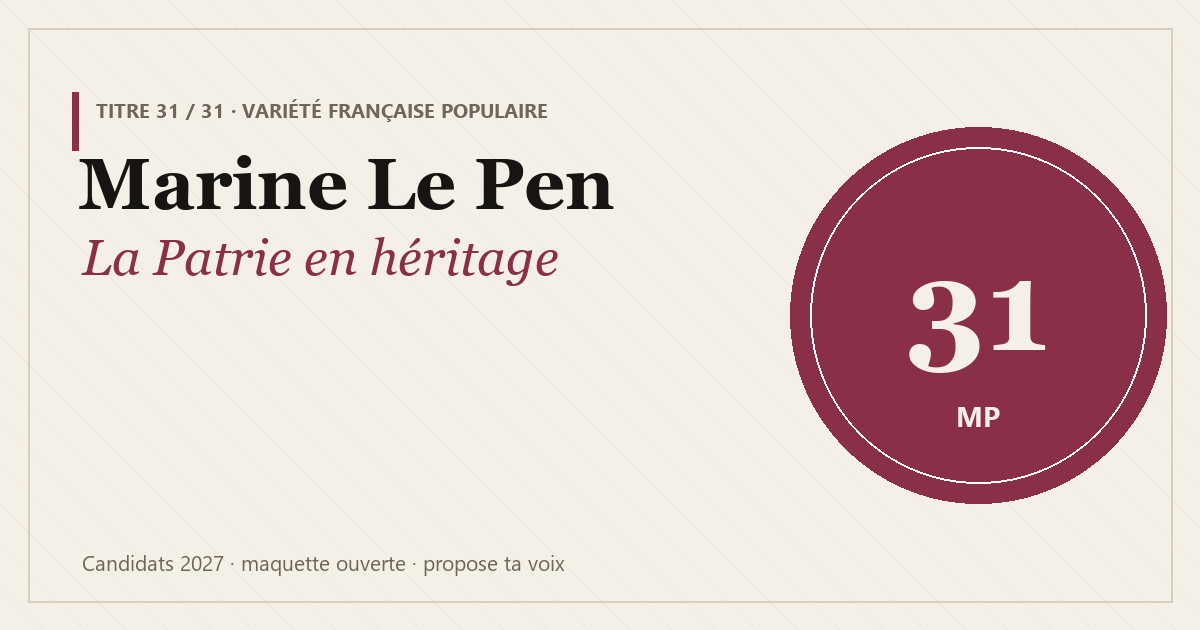 TITRE 31 / 31 · VARIÉTÉ FRANÇAISE POPULAIRE
Marine Le Pen
La Patrie en héritage
31
MP
Candidats 2027 · maquette ouverte · propose ta voix